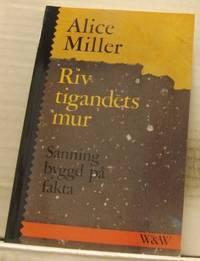 Alice
Miller
Riv
tigandets
mur
Sanning
byggd på
fakta
W&W